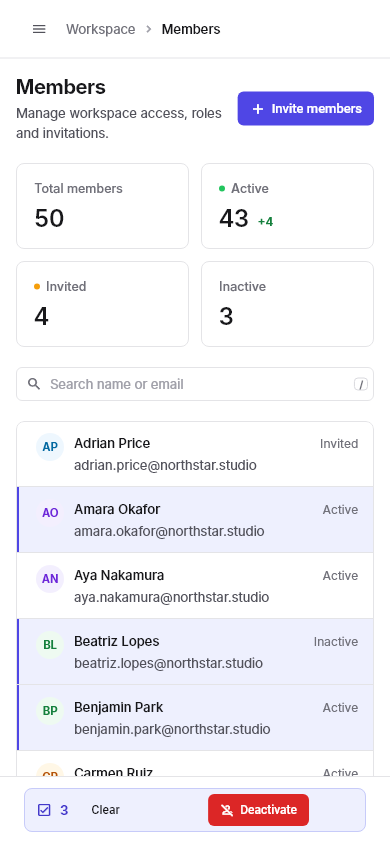 Workspace > Members
Members
Manage workspace access, roles
and invitations.
Invite members
Total members
50
Active
43 +4
Invited
4
Inactive
3
Search name or email /
AP Adrian Price Invited
adrian.price@northstar.studio
AO Amara Okafor Active
amara.okafor@northstar.studio
AN Aya Nakamura Active
aya.nakamura@northstar.studio
BL Beatriz Lopes Inactive
beatriz.lopes@northstar.studio
BP Benjamin Park Active
benjamin.park@northstar.studio
CR Carmen Ruiz Active
3 Clear Deactivate